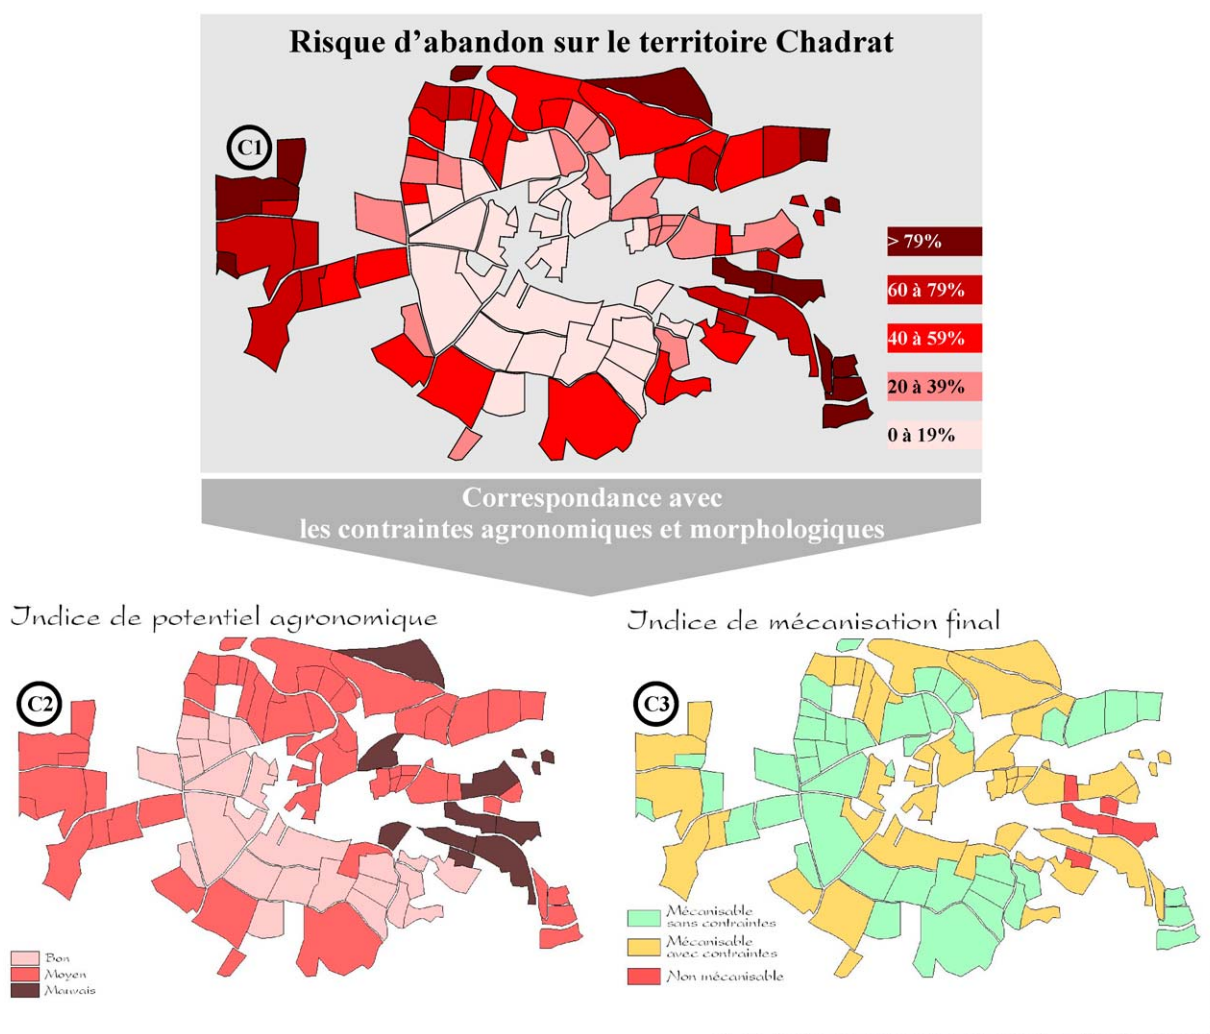 Risque d’abandon sur le territoire Chadrat
C1
> 79%
60 à 79%
40 à 59%
20 à 39%
0 à 19%
Correspondance avec
les contraintes agronomiques et morphologiques
Indice de potentiel agronomique
C2
Bon
Moyen
Mauvais
Indice de mécanisation final
C3
Mécanisable
sans contraintes
Mécanisable
avec contraintes
Non mécanisable